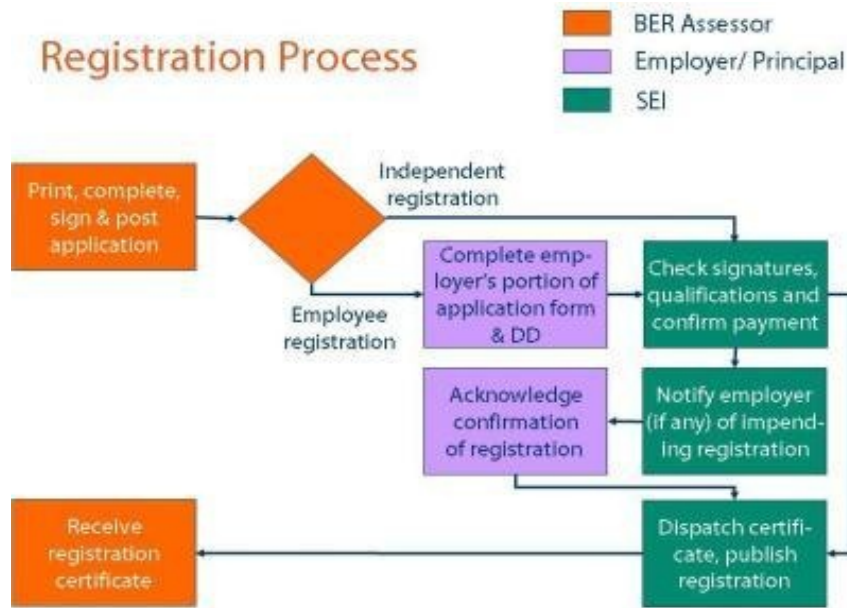 Registration Process
BER Assessor
Employer/ Principal
SEI
Print, complete,
sign & post
application
Independent
registration
Employee
registration
Complete emp-
loyer's portion of
application form
& DD
Check signatures,
qualifications and
confirm payment
Acknowledge
confirmation
of registration
Notify employer
(if any) of impend-
ing registration
Receive
registration
certificate
Dispatch certifi-
cate, publish
registration